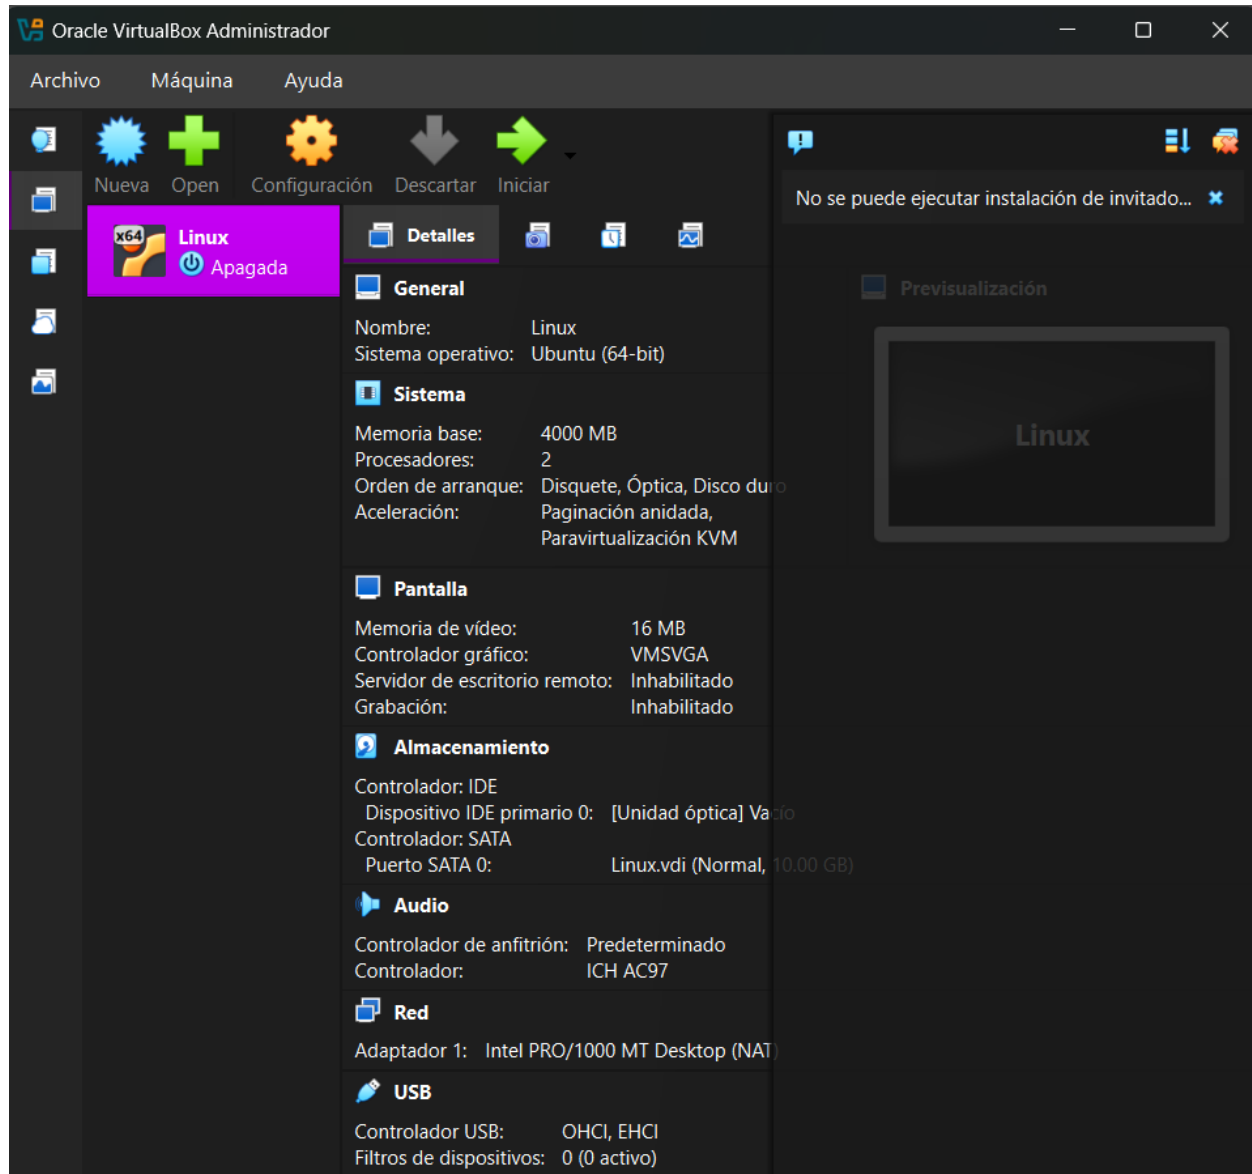 Oracle VirtualBox Administrador
Archivo Máquina Ayuda
Nueva Open Configuración Descartar Iniciar
No se puede ejecutar instalación de invitado...
x64 Linux
Apagada
Detalles
General
Nombre: Linux
Sistema operativo: Ubuntu (64-bit)
Sistema
Memoria base: 4000 MB
Procesadores: 2
Orden de arranque: Disquete, Óptica, Disco duro
Aceleración: Paginación anidada,
Paravirtualización KVM
Pantalla
Memoria de vídeo: 16 MB
Controlador gráfico: VMSVGA
Servidor de escritorio remoto: Inhabilitado
Grabación: Inhabilitado
Almacenamiento
Controlador: IDE
Dispositivo IDE primario 0: [Unidad óptica] Vacío
Controlador: SATA
Puerto SATA 0: Linux.vdi (Normal, 10.00 GB)
Audio
Controlador de anfitrión: Predeterminado
Controlador: ICH AC97
Red
Adaptador 1: Intel PRO/1000 MT Desktop (NAT)
USB
Controlador USB: OHCI, EHCI
Filtros de dispositivos: 0 (0 activo)
Previsualización
Linux